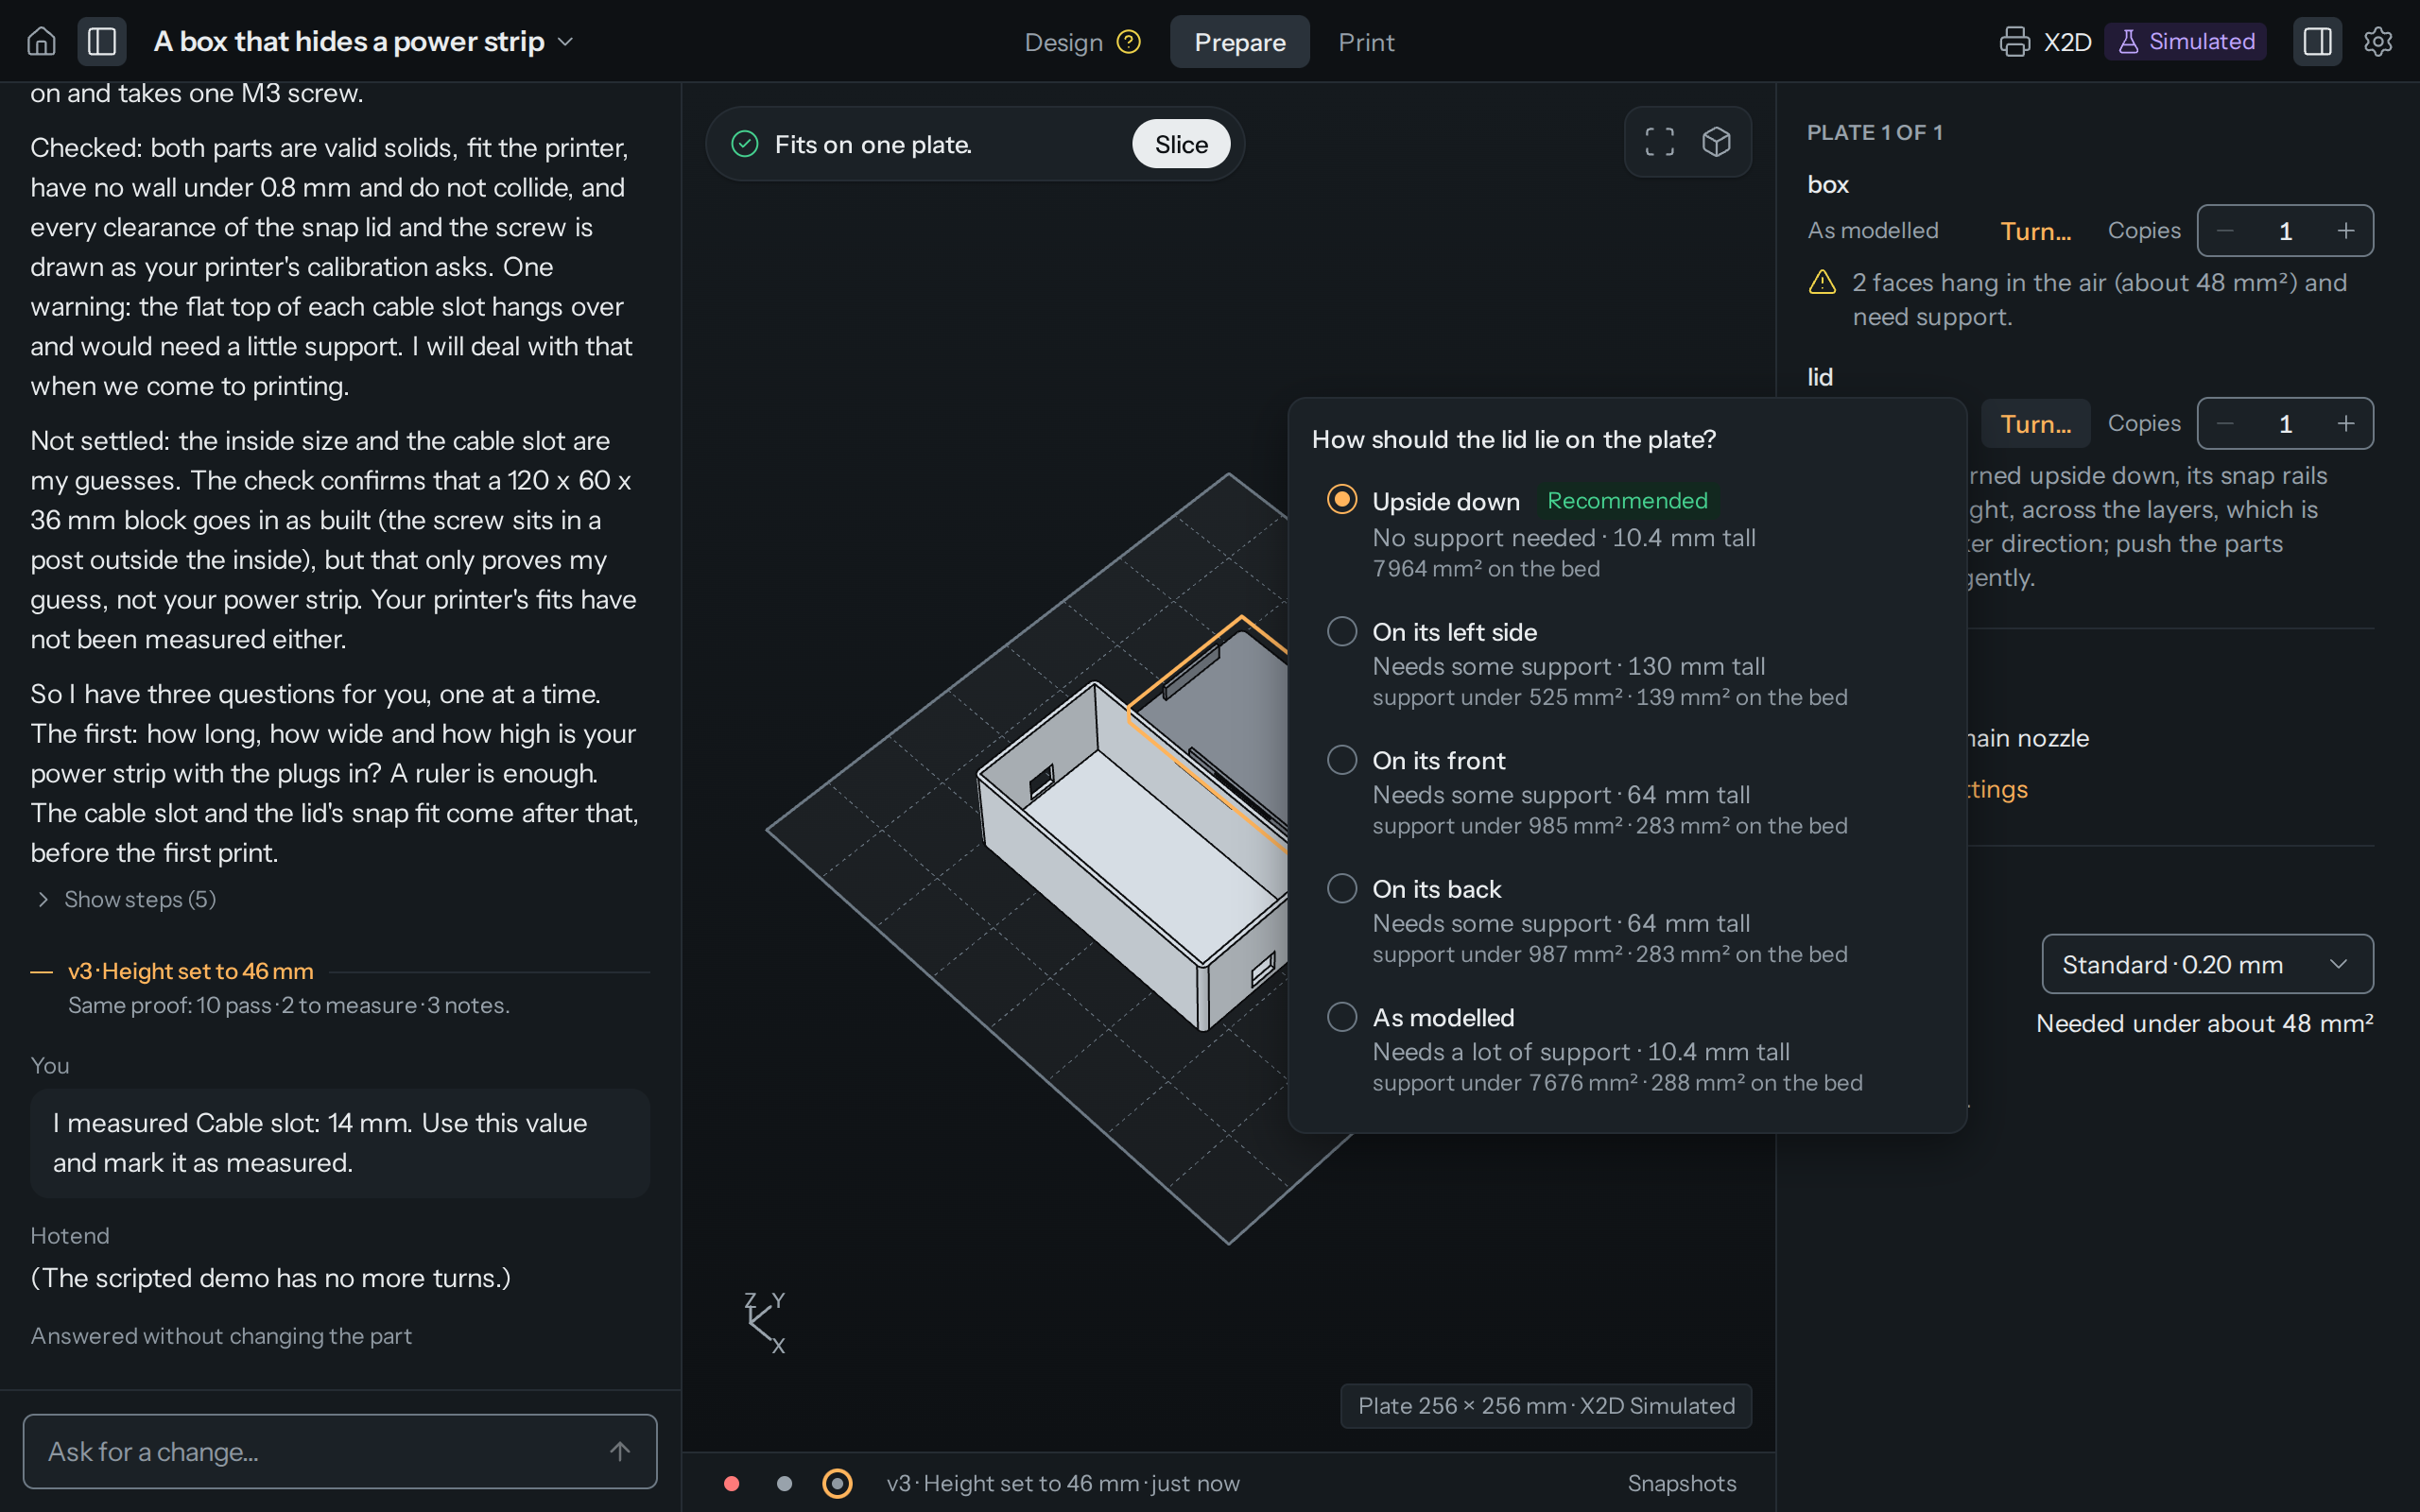 A box that hides a power strip
Design
Prepare
Print
X2D
Simulated
on and takes one M3 screw.
Checked: both parts are valid solids, fit the printer,
have no wall under 0.8 mm and do not collide, and
every clearance of the snap lid and the screw is
drawn as your printer's calibration asks. One
warning: the flat top of each cable slot hangs over
and would need a little support. I will deal with that
when we come to printing.
Not settled: the inside size and the cable slot are
my guesses. The check confirms that a 120 x 60 x
36 mm block goes in as built (the screw sits in a
post outside the inside), but that only proves my
guess, not your power strip. Your printer's fits have
not been measured either.
So I have three questions for you, one at a time.
The first: how long, how wide and how high is your
power strip with the plugs in? A ruler is enough.
The cable slot and the lid's snap fit come after that,
before the first print.
Show steps (5)
v3 · Height set to 46 mm
Same proof: 10 pass · 2 to measure · 3 notes.
You
I measured Cable slot: 14 mm. Use this value
and mark it as measured.
Hotend
(The scripted demo has no more turns.)
Answered without changing the part
Ask for a change...
Fits on one plate.
Slice
How should the lid lie on the plate?
Upside down
Recommended
No support needed · 10.4 mm tall
7964 mm² on the bed
On its left side
Needs some support · 130 mm tall
support under 525 mm² · 139 mm² on the bed
On its front
Needs some support · 64 mm tall
support under 985 mm² · 283 mm² on the bed
On its back
Needs some support · 64 mm tall
support under 987 mm² · 283 mm² on the bed
As modelled
Needs a lot of support · 10.4 mm tall
support under 7676 mm² · 288 mm² on the bed
Z Y
X
Plate 256 × 256 mm · X2D Simulated
v3 · Height set to 46 mm · just now
Snapshots
PLATE 1 OF 1
box
As modelled
Turn...
Copies
1
2 faces hang in the air (about 48 mm²) and
need support.
lid
Turn...
Copies
1
upside down, its snap rails
across the layers, which is
direction; push the parts
gently.
nozzle
Standard · 0.20 mm
Needed under about 48 mm²